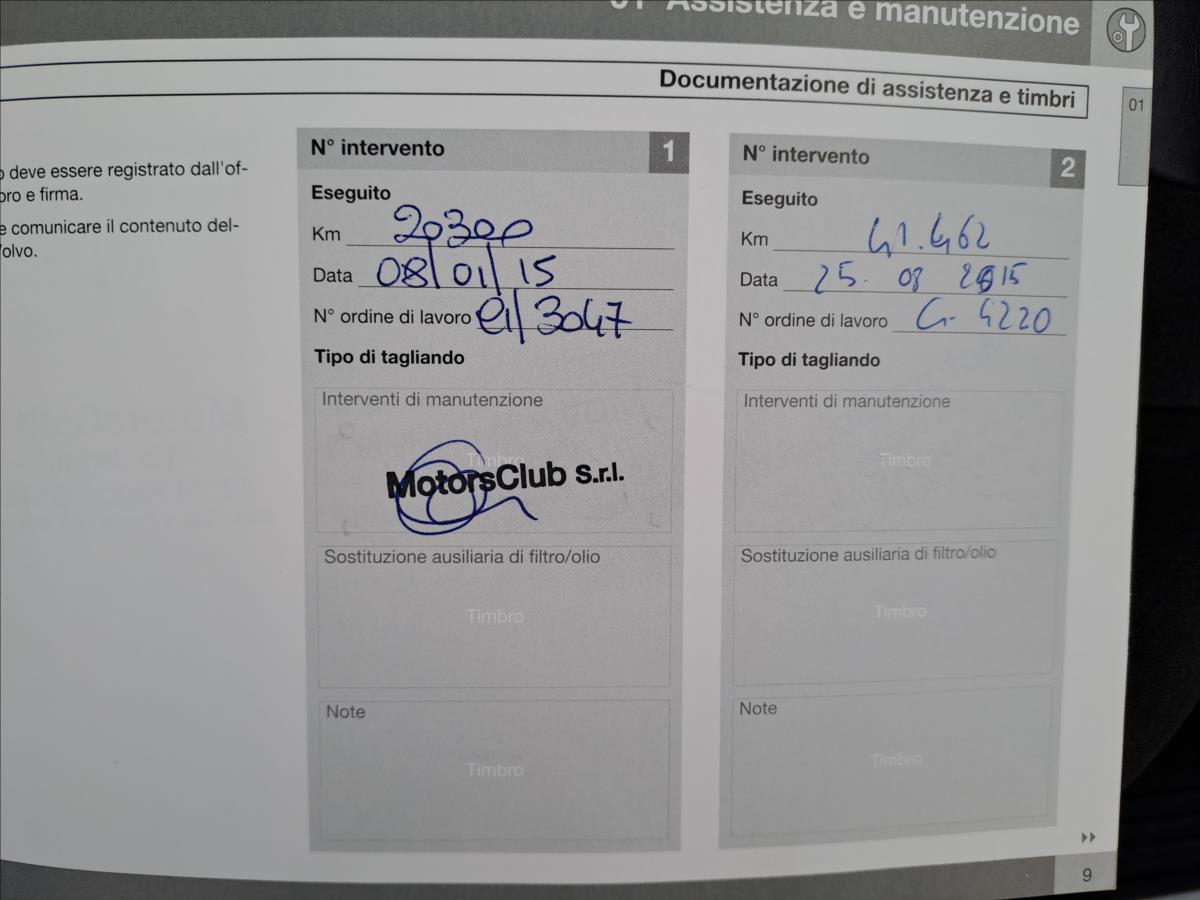 01 Assistenza e manutenzione
Documentazione di assistenza e timbri
01
o deve essere registrato dall'of-
bro e firma.
e comunicare il contenuto del-
Volvo.
N° intervento 1
Eseguito
Km 20300
Data 08/01/15
N° ordine di lavoro el/3047
Tipo di tagliando
Interventi di manutenzione
Timbro
MotorsClub s.r.l.
Sostituzione ausiliaria di filtro/olio
Timbro
Note
Timbro
N° intervento 2
Eseguito
Km 41.462
Data 25. 08 2015
N° ordine di lavoro G-4220
Tipo di tagliando
Interventi di manutenzione
Timbro
Sostituzione ausiliaria di filtro/olio
Timbro
Note
Timbro
9